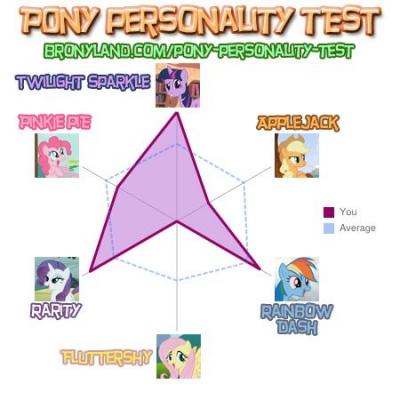 PONY PERSONALITY TEST
BRONYLAND.COM/PONY-PERSONALITY-TEST
TWILIGHT SPARKLE
PINKIE PIE
APPLEJACK
You
Average
RARITY
RAINBOW
DASH
FLUTTERSHY